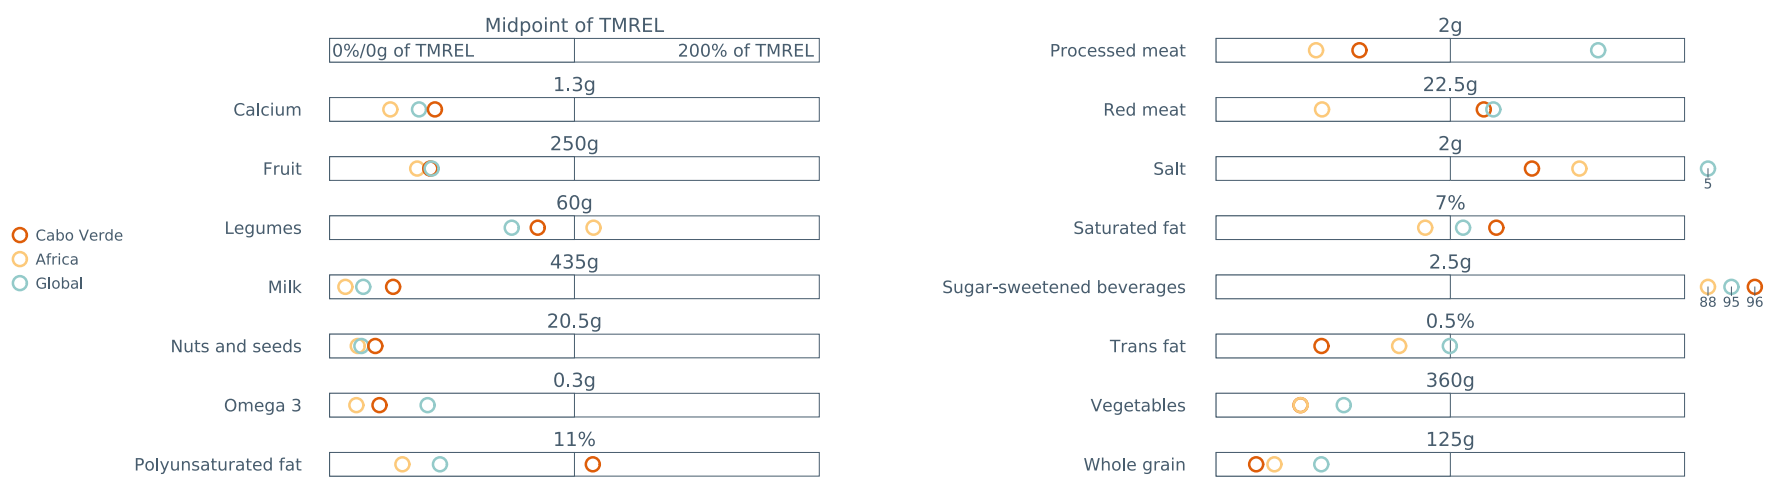 Midpoint of TMREL
0%/0g of TMREL
200% of TMREL
1.3g
Calcium
250g
Fruit
60g
Legumes
435g
Milk
20.5g
Nuts and seeds
0.3g
Omega 3
11%
Polyunsaturated fat
Cabo Verde
Africa
Global
2g
Processed meat
22.5g
Red meat
2g
Salt
5
7%
Saturated fat
2.5g
Sugar-sweetened beverages
88 95 96
0.5%
Trans fat
360g
Vegetables
125g
Whole grain